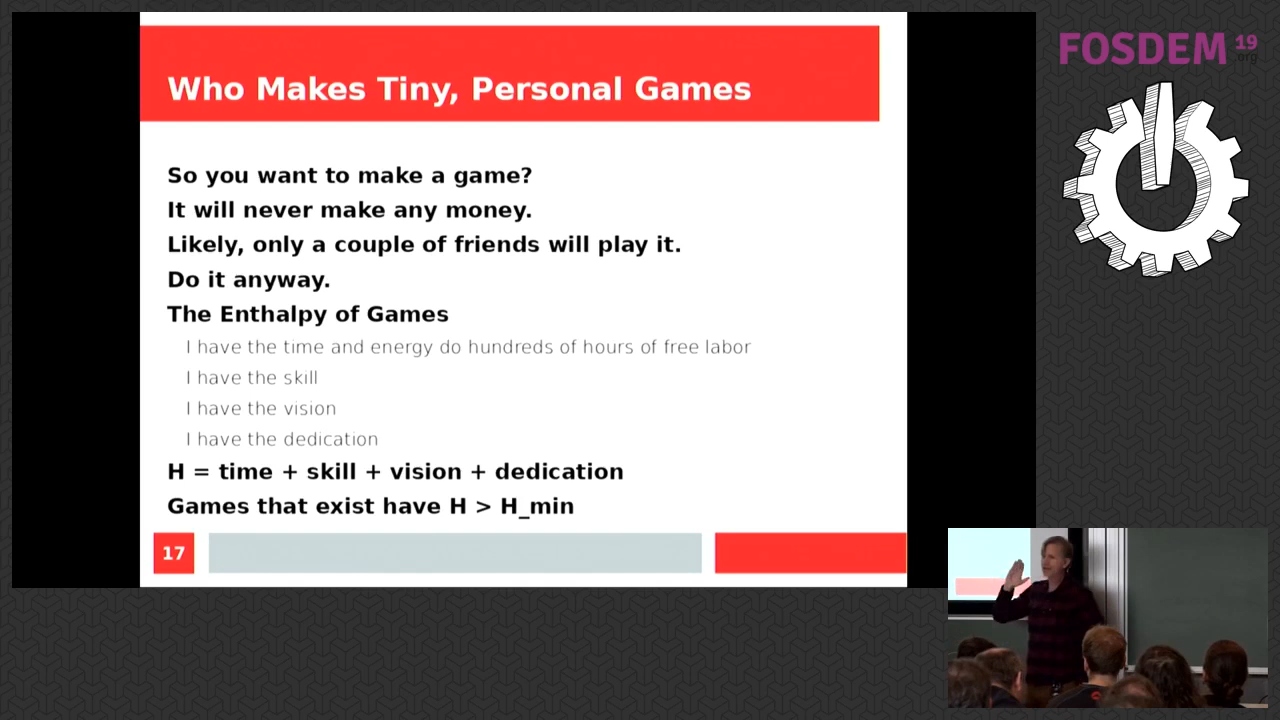 Who Makes Tiny, Personal Games
So you want to make a game?
It will never make any money.
Likely, only a couple of friends will play it.
Do it anyway.
The Enthalpy of Games
I have the time and energy do hundreds of hours of free labor
I have the skill
I have the vision
I have the dedication
H = time + skill + vision + dedication
Games that exist have H > H_min
17
FOSDEM 19
.org